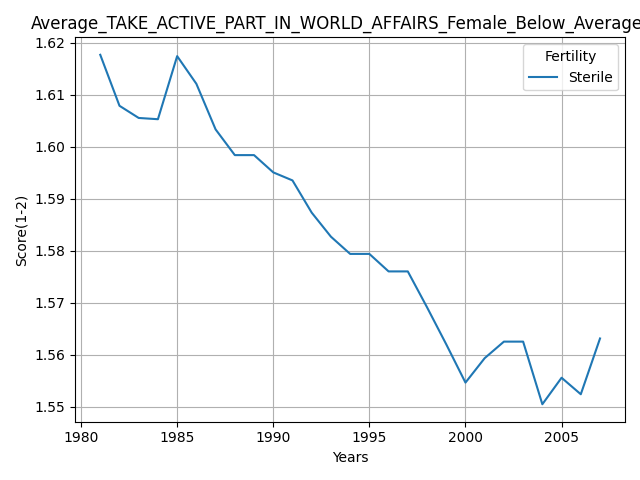 Average_TAKE_ACTIVE_PART_IN_WORLD_AFFAIRS_Female_Below_Average
1.62
1.61
1.60
1.59
1.58
1.57
1.56
1.55
Score(1-2)
Fertility
Sterile
1980 1985 1990 1995 2000 2005
Years